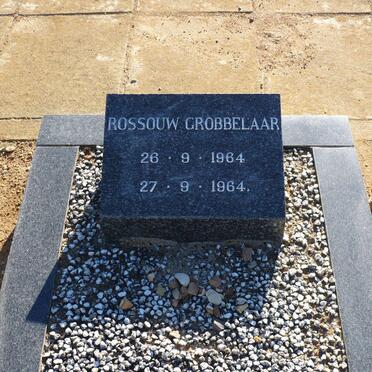 ROSSOUW GROBBELAAR
26 · 9 · 1964
27 · 9 · 1964.